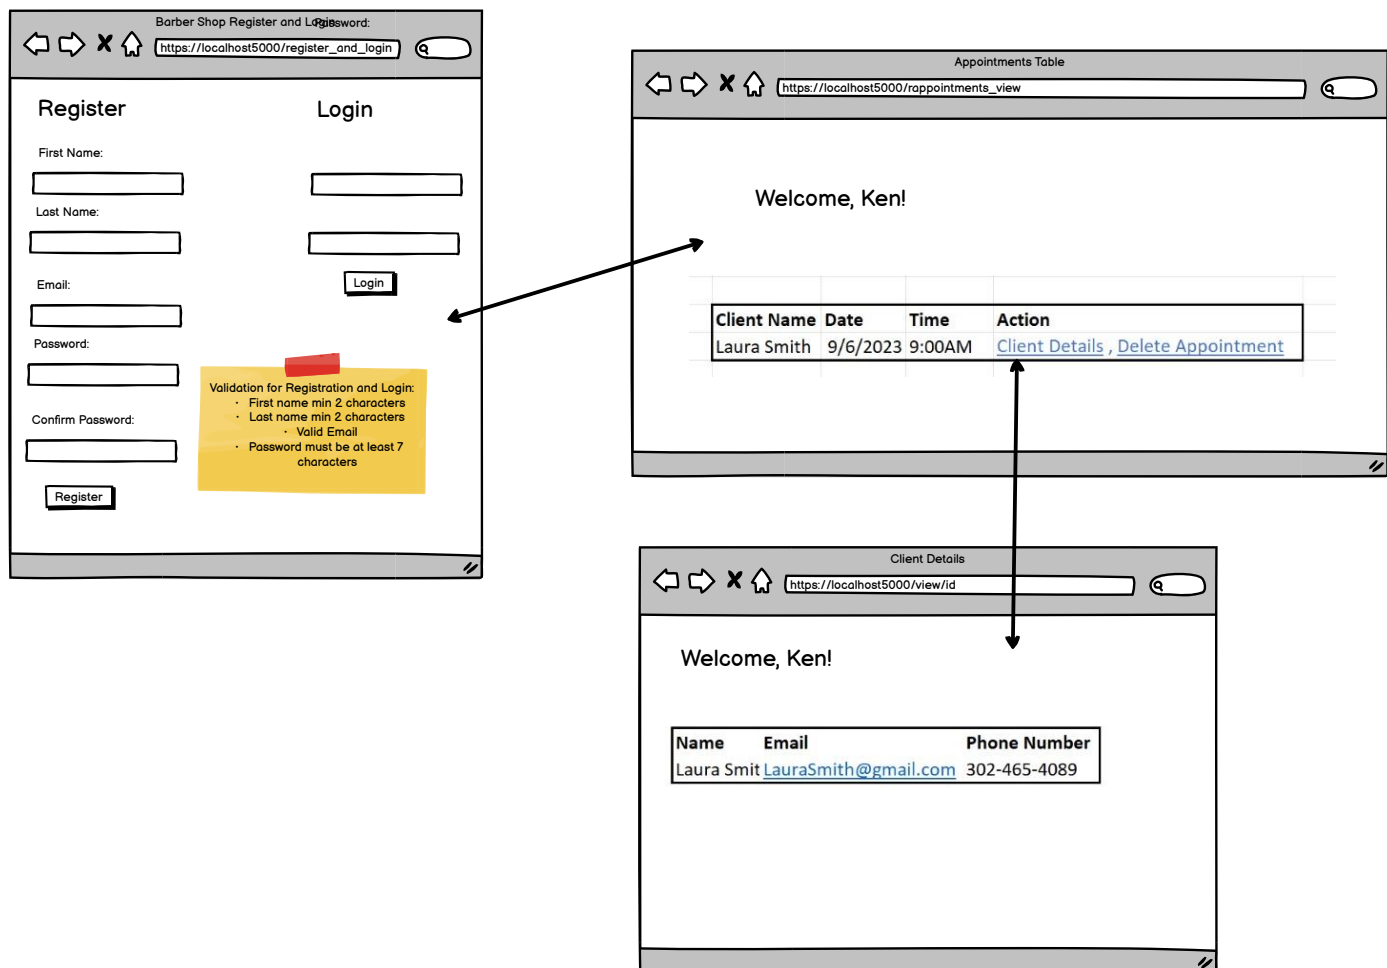 Barber Shop Register and Login
Password:
https://localhost5000/register_and_login
Register
Login
First Name:
Last Name:
Email:
Login
Password:
Validation for Registration and Login:
· First name min 2 characters
· Last name min 2 characters
· Valid Email
· Password must be at least 7
characters
Confirm Password:
Register
Appointments Table
https://localhost5000/rappointments_view
Welcome, Ken!
Client Name Date Time Action
Laura Smith 9/6/2023 9:00AM Client Details , Delete Appointment
Client Details
https://localhost5000/view/id
Welcome, Ken!
Name Email Phone Number
Laura Smit LauraSmith@gmail.com 302-465-4089